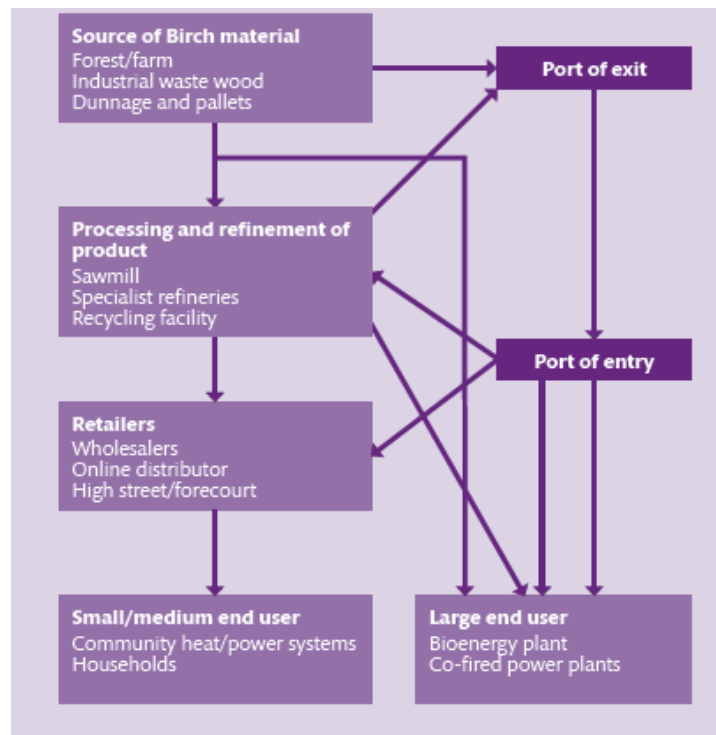 Source of Birch material
Forest/farm
Industrial waste wood
Dunnage and pallets
Port of exit
Processing and refinement of
product
Sawmill
Specialist refineries
Recycling facility
Port of entry
Retailers
Wholesalers
Online distributor
High street/forecourt
Small/medium end user
Community heat/power systems
Households
Large end user
Bioenergy plant
Co-fired power plants